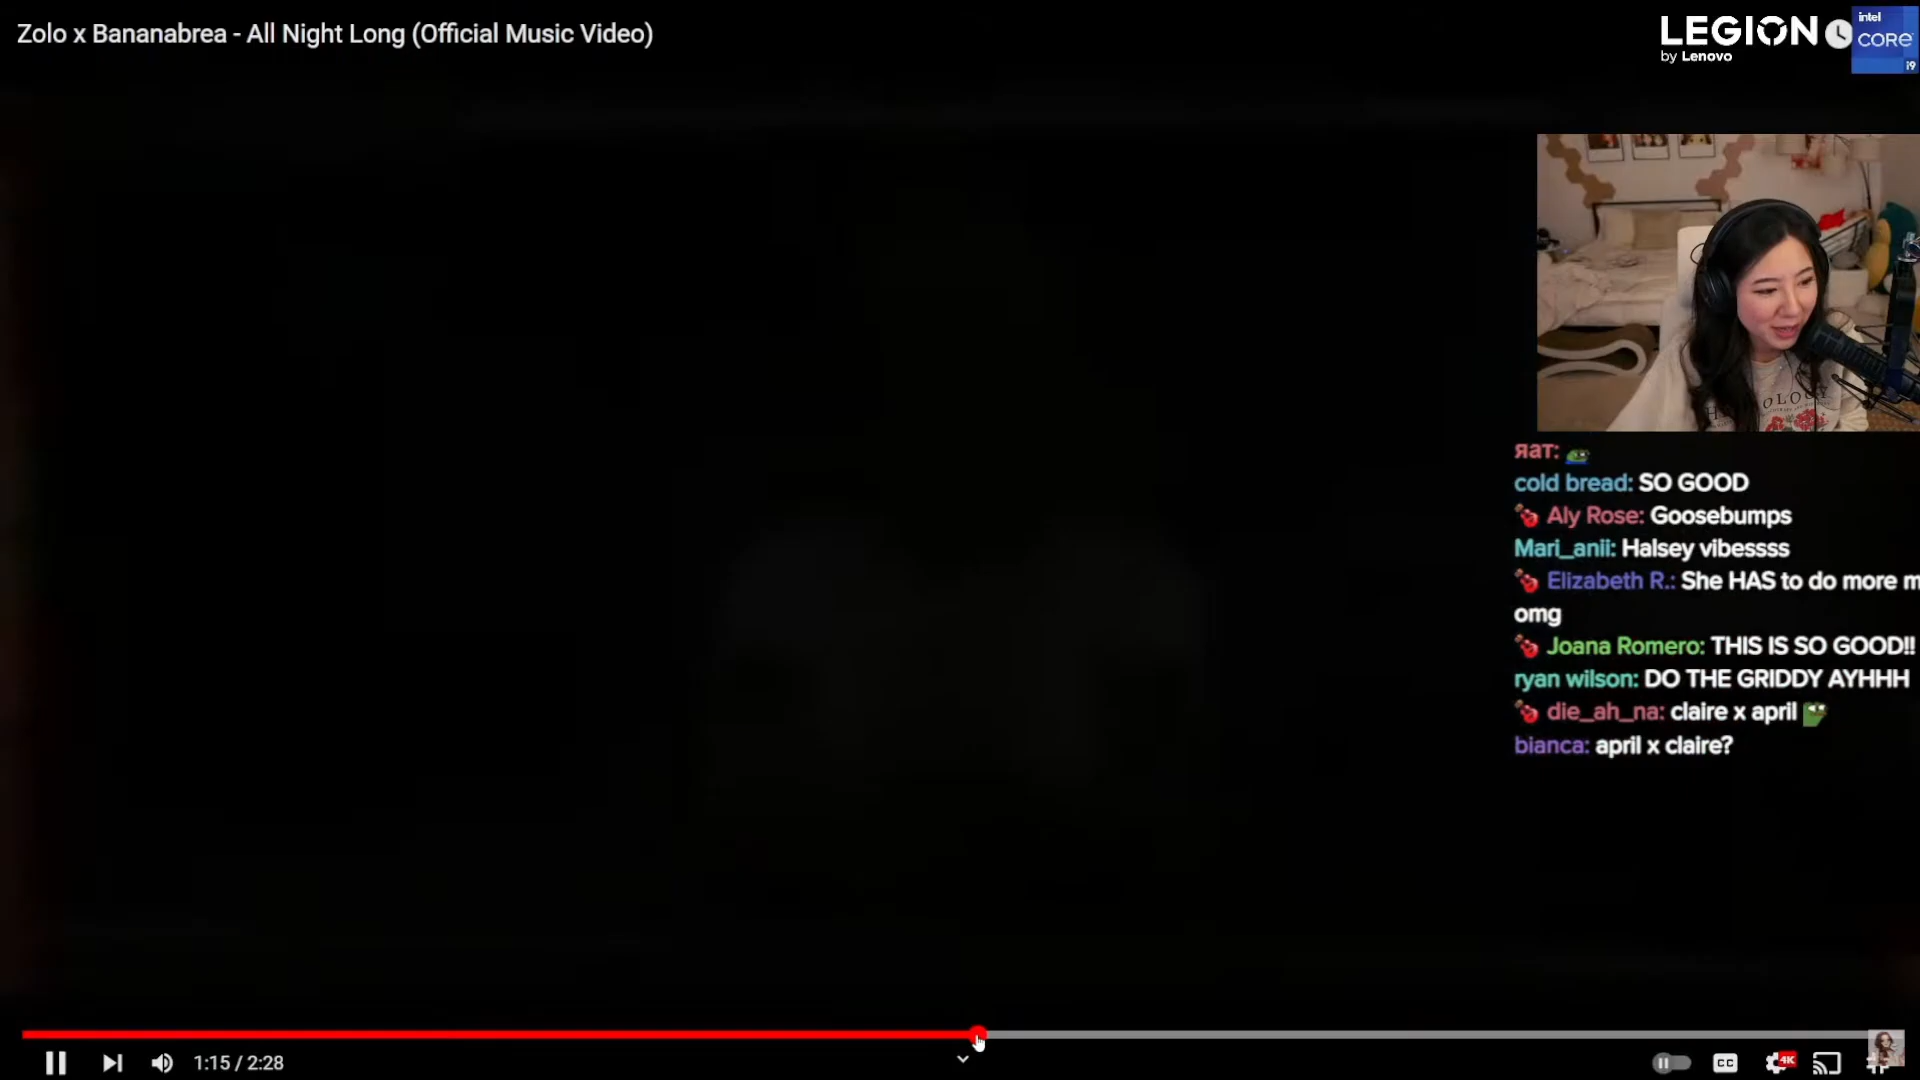 Zolo x Bananabrea - All Night Long (Official Music Video)
LEGION
by Lenovo
intel
CORE
i9
OLOGY
яат:
cold bread: SO GOOD
Aly Rose: Goosebumps
Mari_anii: Halsey vibessss
Elizabeth R.: She HAS to do more m
omg
Joana Romero: THIS IS SO GOOD!!
ryan wilson: DO THE GRIDDY AYHHH
die_ah_na: claire x april
bianca: april x claire?
1:15 / 2:28
CC
4K